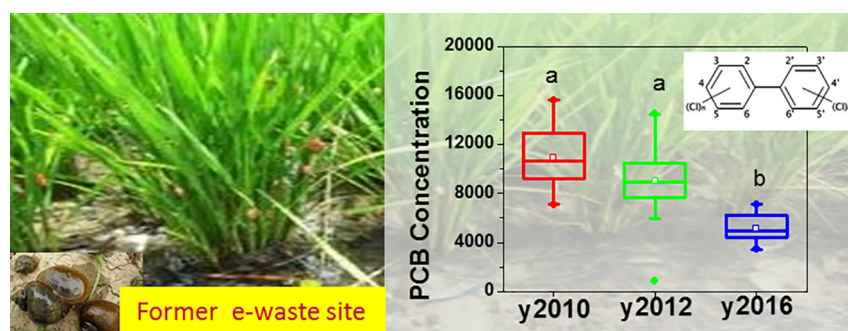 20000
16000
12000
8000
4000
0
PCB Concentration
a
a
b
y2010
y2012
y2016
3 2 2' 3'
4 4'
(Cl)n (Cl)
5 6 6' 5'
Former e-waste site